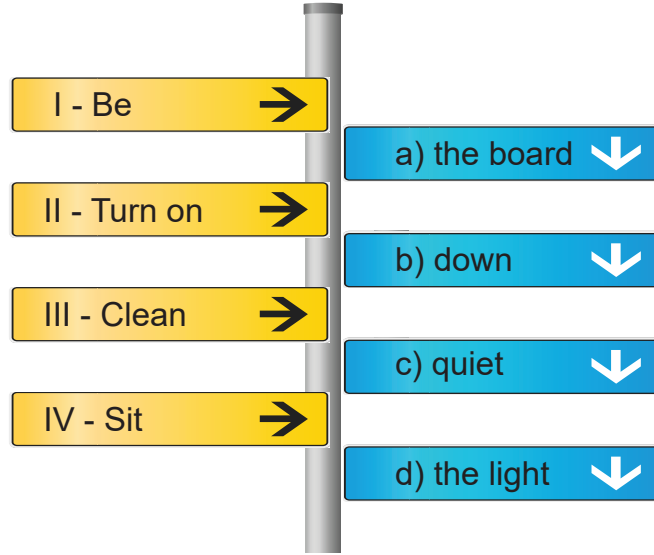 I - Be
II - Turn on
III - Clean
IV - Sit
a) the board
b) down
c) quiet
d) the light